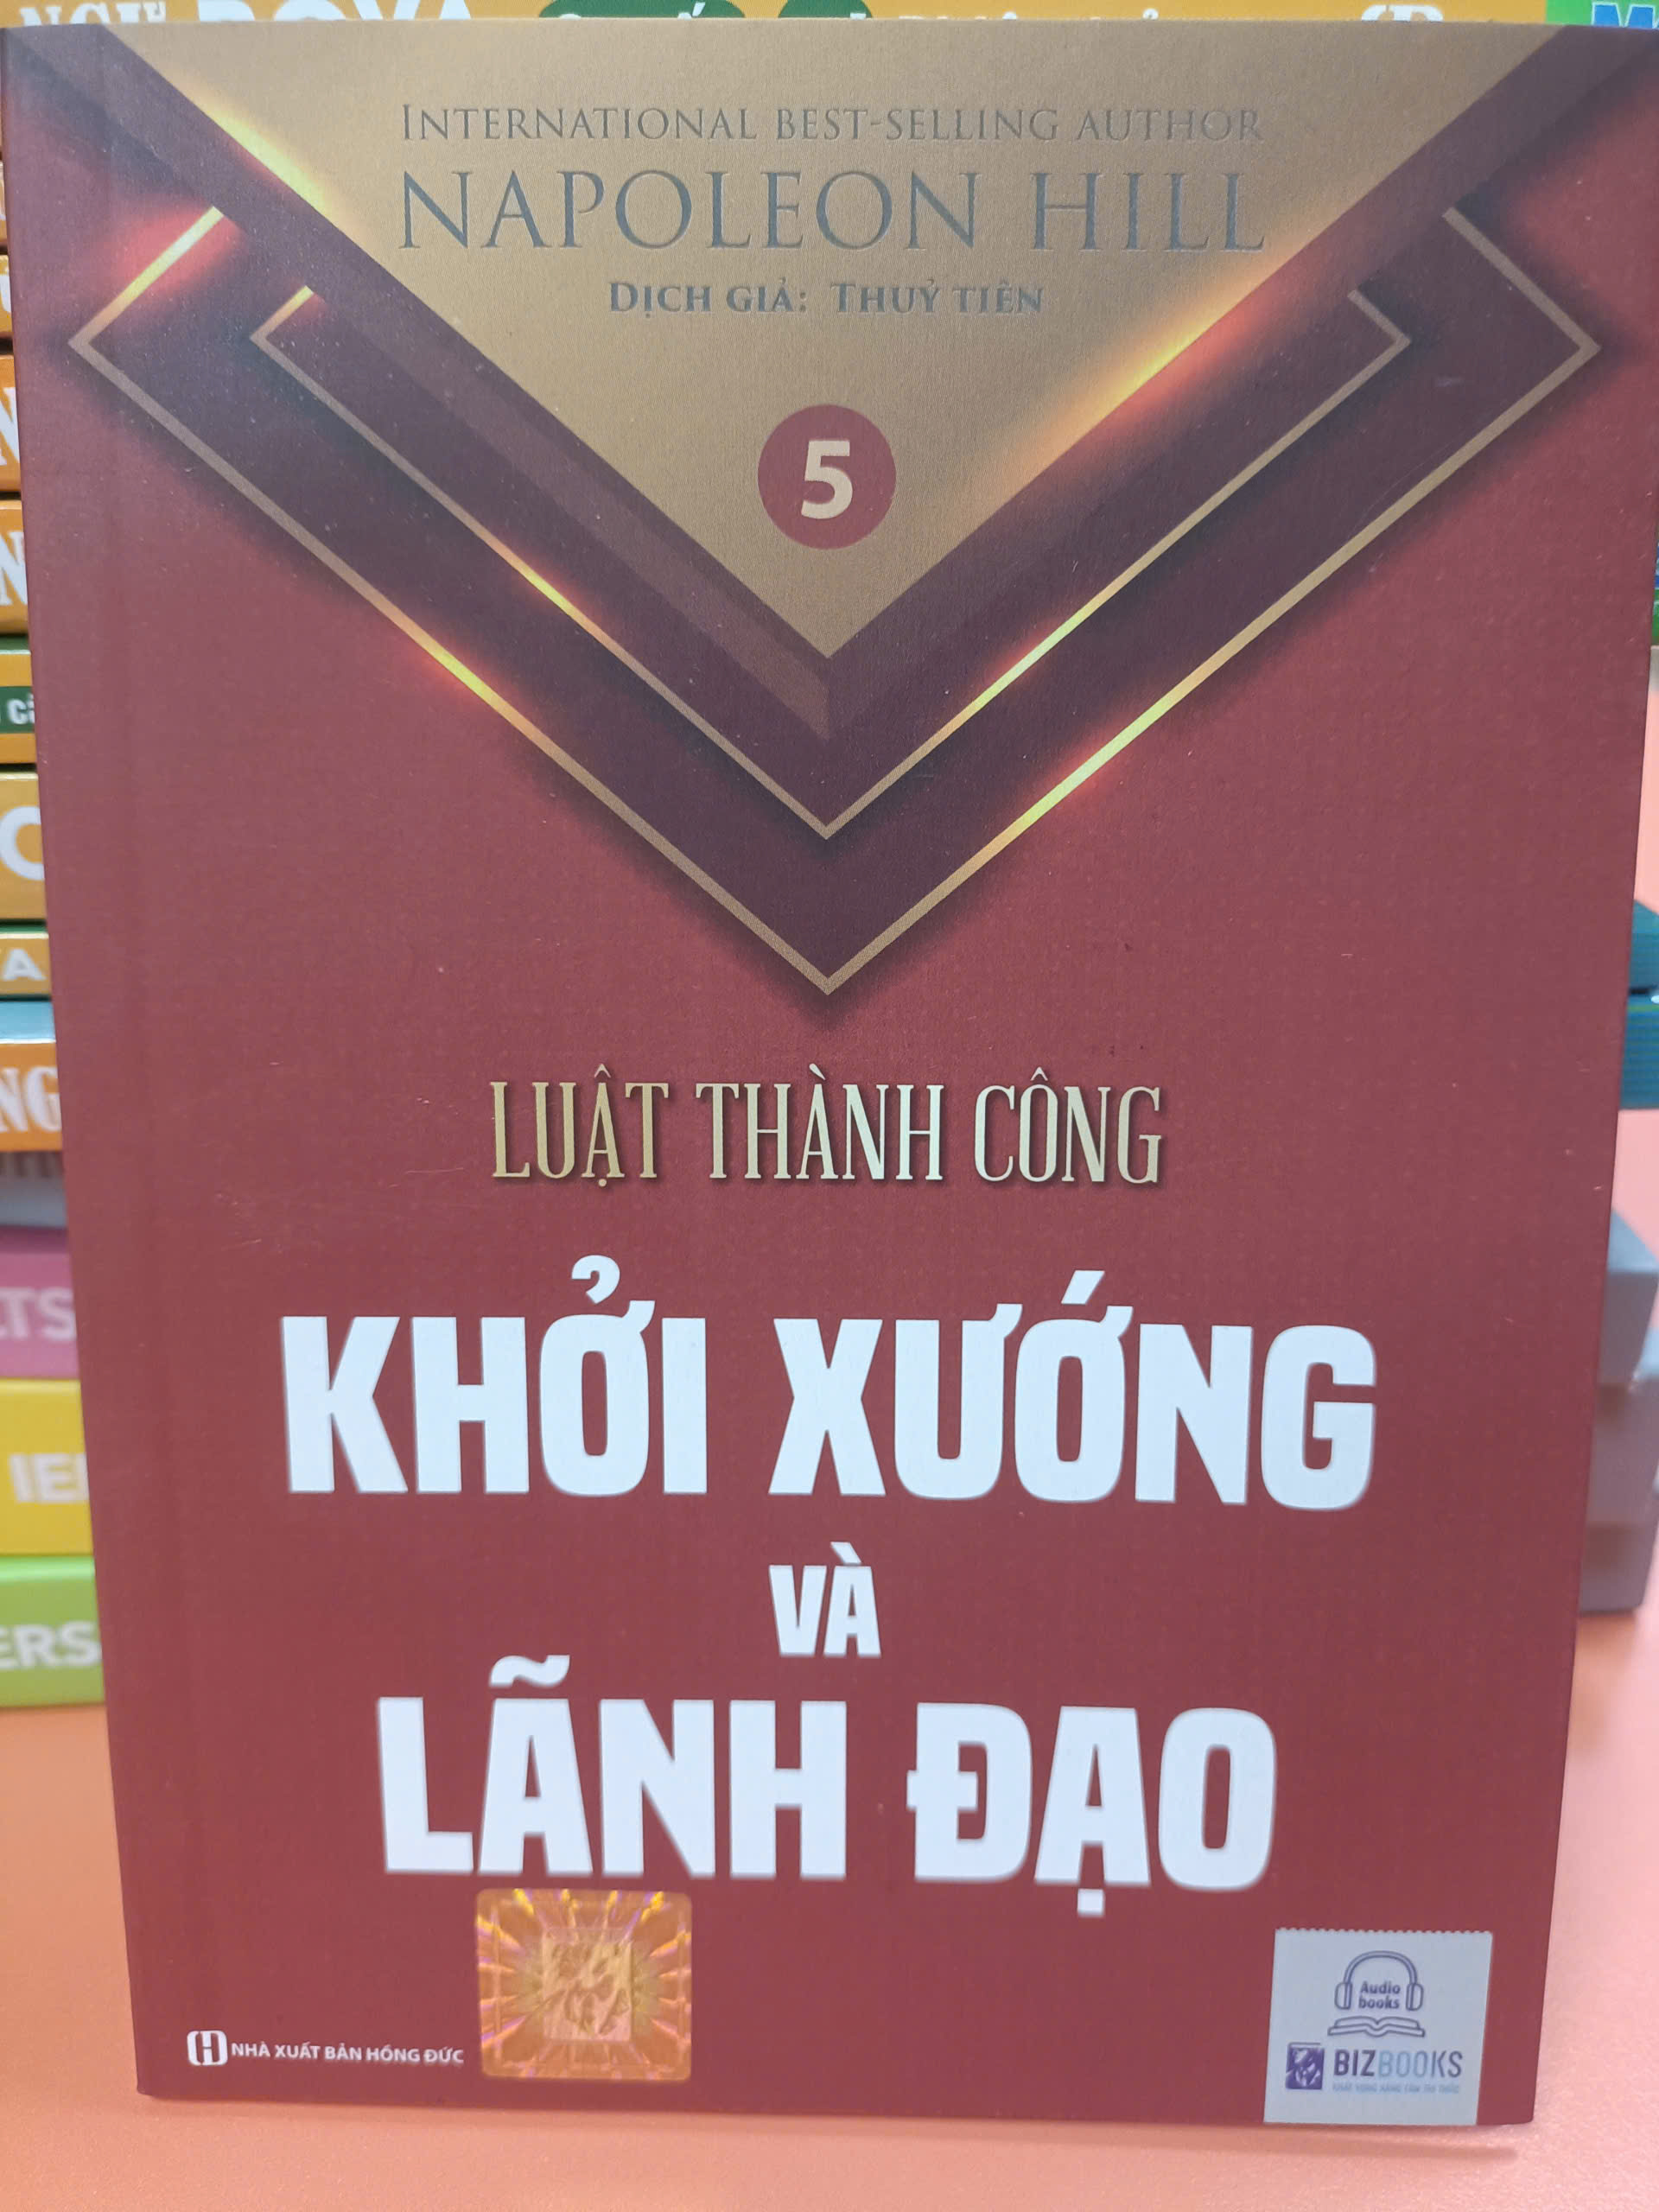 INTERNATIONAL BEST-SELLING AUTHOR
NAPOLEON HILL
DỊCH GIẢ: THUỶ TIÊN
5
LUẬT THÀNH CÔNG
KHỞI XƯỚNG
VÀ
LÃNH ĐẠO
NHÀ XUẤT BẢN HỒNG ĐỨC
Audio
books
BIZBOOKS